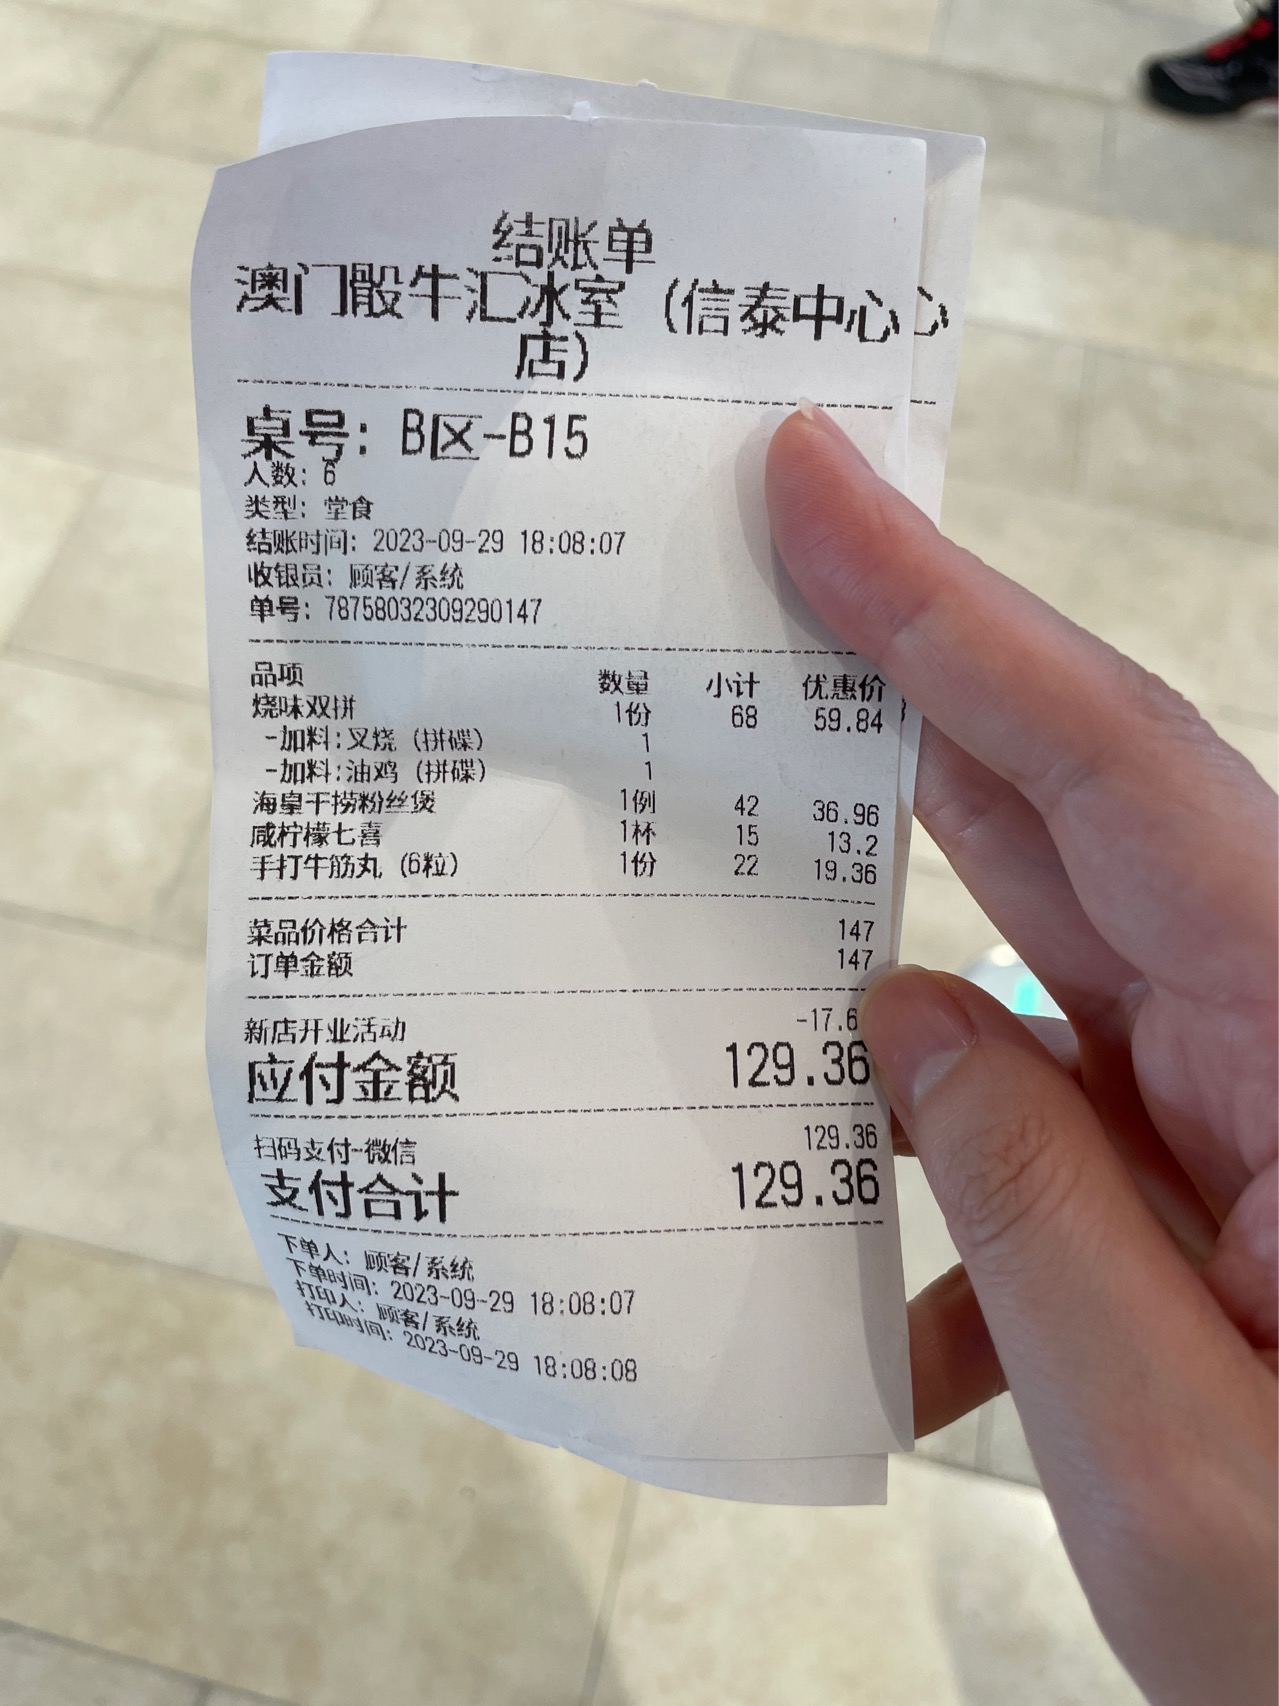 结账单
澳门骰牛汇冰室（信泰中心
店）
桌号: B区-B15
人数: 6
类型: 堂食
结账时间: 2023-09-29 18:08:07
收银员: 顾客/系统
单号: 78758032309290147
品项 数量 小计 优惠价
烧味双拼 1份 68 59.84
-加料:叉烧（拼碟） 1
-加料:油鸡（拼碟） 1
海皇干捞粉丝煲 1例 42 36.96
咸柠檬七喜 1杯 15 13.2
手打牛筋丸（6粒） 1份 22 19.36
菜品价格合计 147
订单金额 147
新店开业活动 -17.6
应付金额 129.36
扫码支付-微信 129.36
支付合计 129.36
下单人: 顾客/系统
下单时间: 2023-09-29 18:08:07
打印人: 顾客/系统
打印时间: 2023-09-29 18:08:08